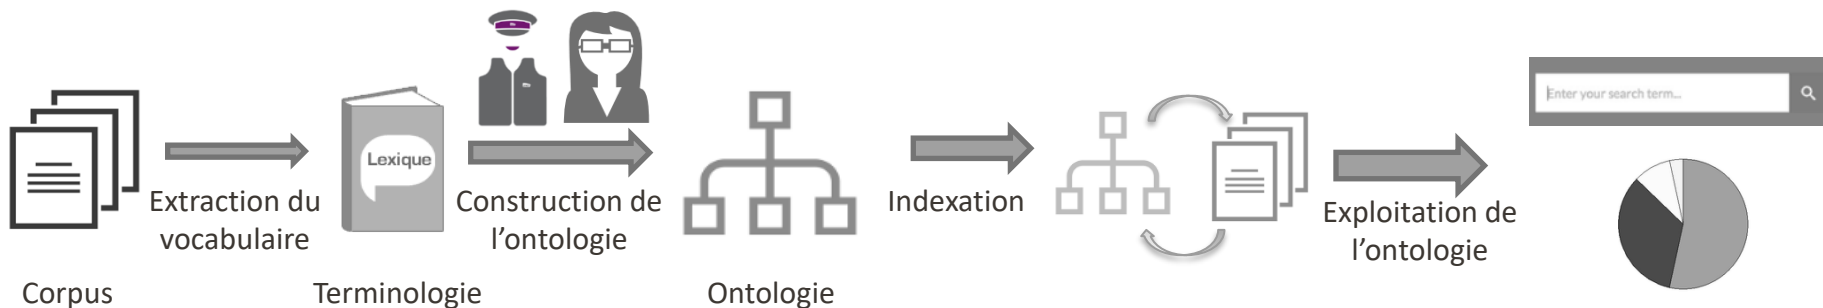 Enter your search term...
Lexique
Extraction du
vocabulaire
Construction de
l'ontologie
Indexation
Exploitation de
l'ontologie
Corpus
Terminologie
Ontologie